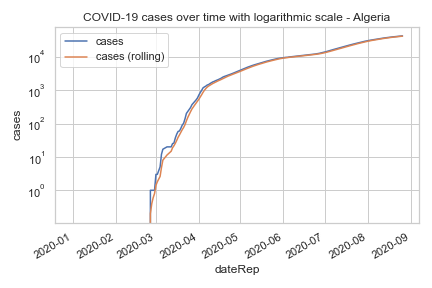 COVID-19 cases over time with logarithmic scale - Algeria
cases
cases (rolling)
cases
10⁴
10³
10²
10¹
10⁰
2020-01
2020-02
2020-03
2020-04
2020-05
2020-06
2020-07
2020-08
2020-09
dateRep